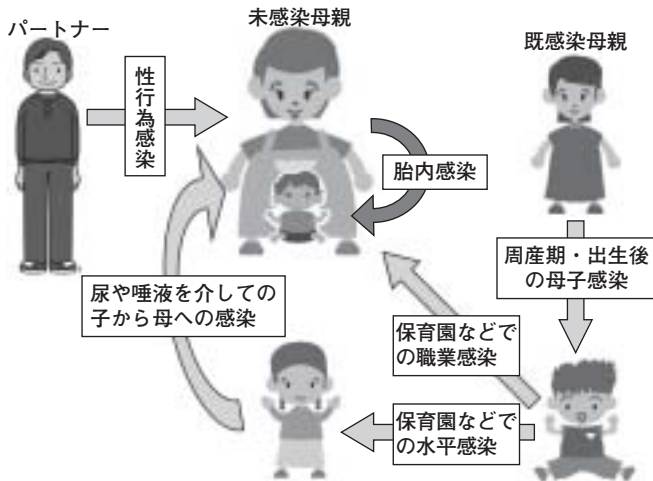 パートナー
未感染母親
既感染母親
性行為感染
胎内感染
周産期・出生後
の母子感染
尿や唾液を介しての
子から母への感染
保育園などで
の職業感染
保育園などで
の水平感染